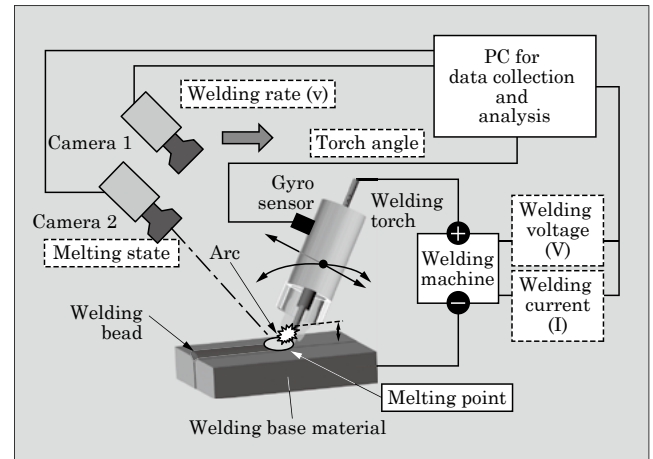 PC for
data collection
and
analysis
Welding rate (v)
Camera 1
Torch angle
Gyro
sensor
Welding
torch
Camera 2
Melting state
Arc
+
Welding
machine
−
Welding
voltage
(V)
Welding
current
(I)
Welding
bead
Melting point
Welding base material